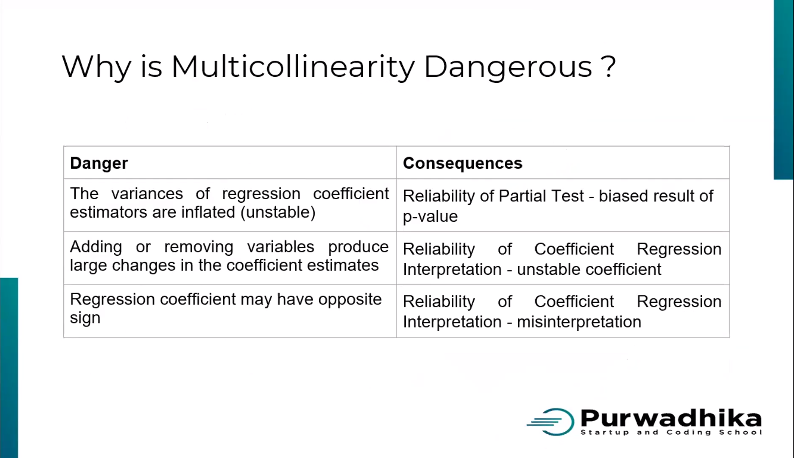 Why is Multicollinearity Dangerous ?
Danger
Consequences
The variances of regression coefficient
estimators are inflated (unstable)
Reliability of Partial Test - biased result of
p-value
Adding or removing variables produce
large changes in the coefficient estimates
Reliability of Coefficient Regression
Interpretation - unstable coefficient
Regression coefficient may have opposite
sign
Reliability of Coefficient Regression
Interpretation - misinterpretation
Purwadhika
Startup and Coding School